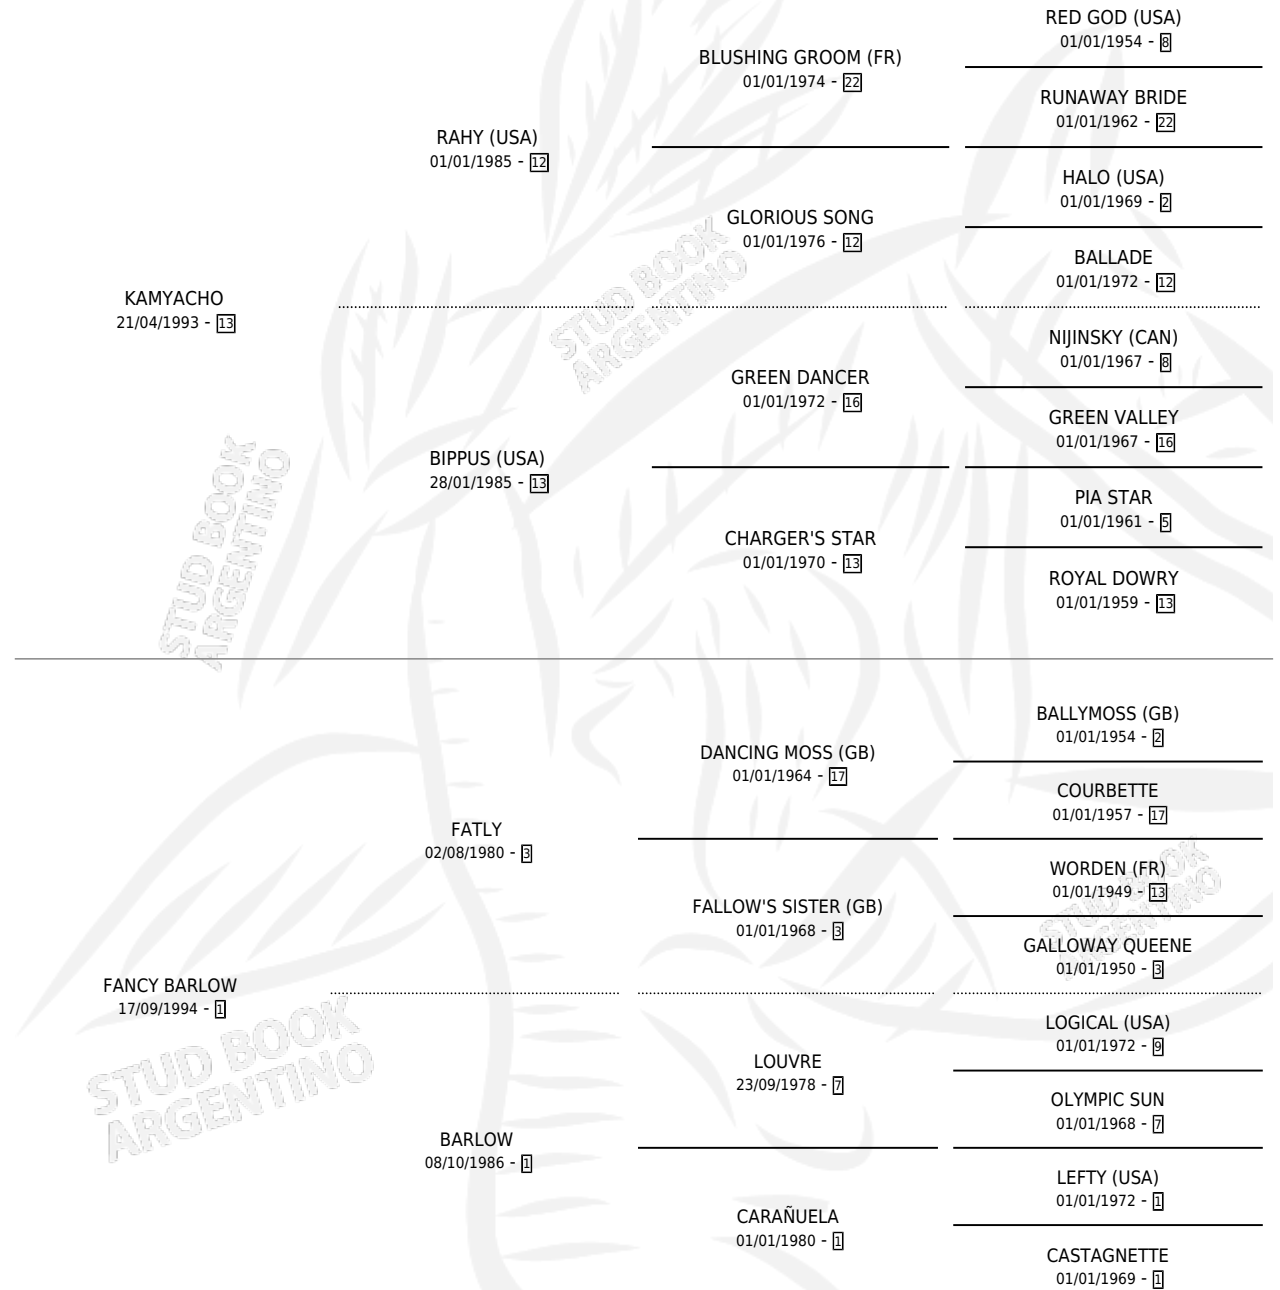 RED GOD (USA)
01/01/1954 - 8
BLUSHING GROOM (FR)
01/01/1974 - 22
RUNAWAY BRIDE
01/01/1962 - 22
RAHY (USA)
01/01/1985 - 12
HALO (USA)
01/01/1969 - 2
GLORIOUS SONG
01/01/1976 - 12
BALLADE
01/01/1972 - 12
KAMYACHO
21/04/1993 - 13
NIJINSKY (CAN)
01/01/1967 - 8
GREEN DANCER
01/01/1972 - 16
GREEN VALLEY
01/01/1967 - 16
BIPPUS (USA)
28/01/1985 - 13
PIA STAR
01/01/1961 - 5
CHARGER'S STAR
01/01/1970 - 13
ROYAL DOWRY
01/01/1959 - 13
BALLYMOSS (GB)
01/01/1954 - 2
DANCING MOSS (GB)
01/01/1964 - 17
COURBETTE
01/01/1957 - 17
FATLY
02/08/1980 - 3
WORDEN (FR)
01/01/1949 - 13
FALLOW'S SISTER (GB)
01/01/1968 - 3
GALLOWAY QUEENE
01/01/1950 - 3
FANCY BARLOW
17/09/1994 - 1
LOGICAL (USA)
01/01/1972 - 9
LOUVRE
23/09/1978 - 7
OLYMPIC SUN
01/01/1968 - 7
BARLOW
08/10/1986 - 1
LEFTY (USA)
01/01/1972 - 1
CARAÑUELA
01/01/1980 - 1
CASTAGNETTE
01/01/1969 - 1
STUD BOOK
ARGENTINO
STUD BOOK
ARGENTINO
STUD BOOK
ARGENTINO
STUD BOOK
ARGENTINO